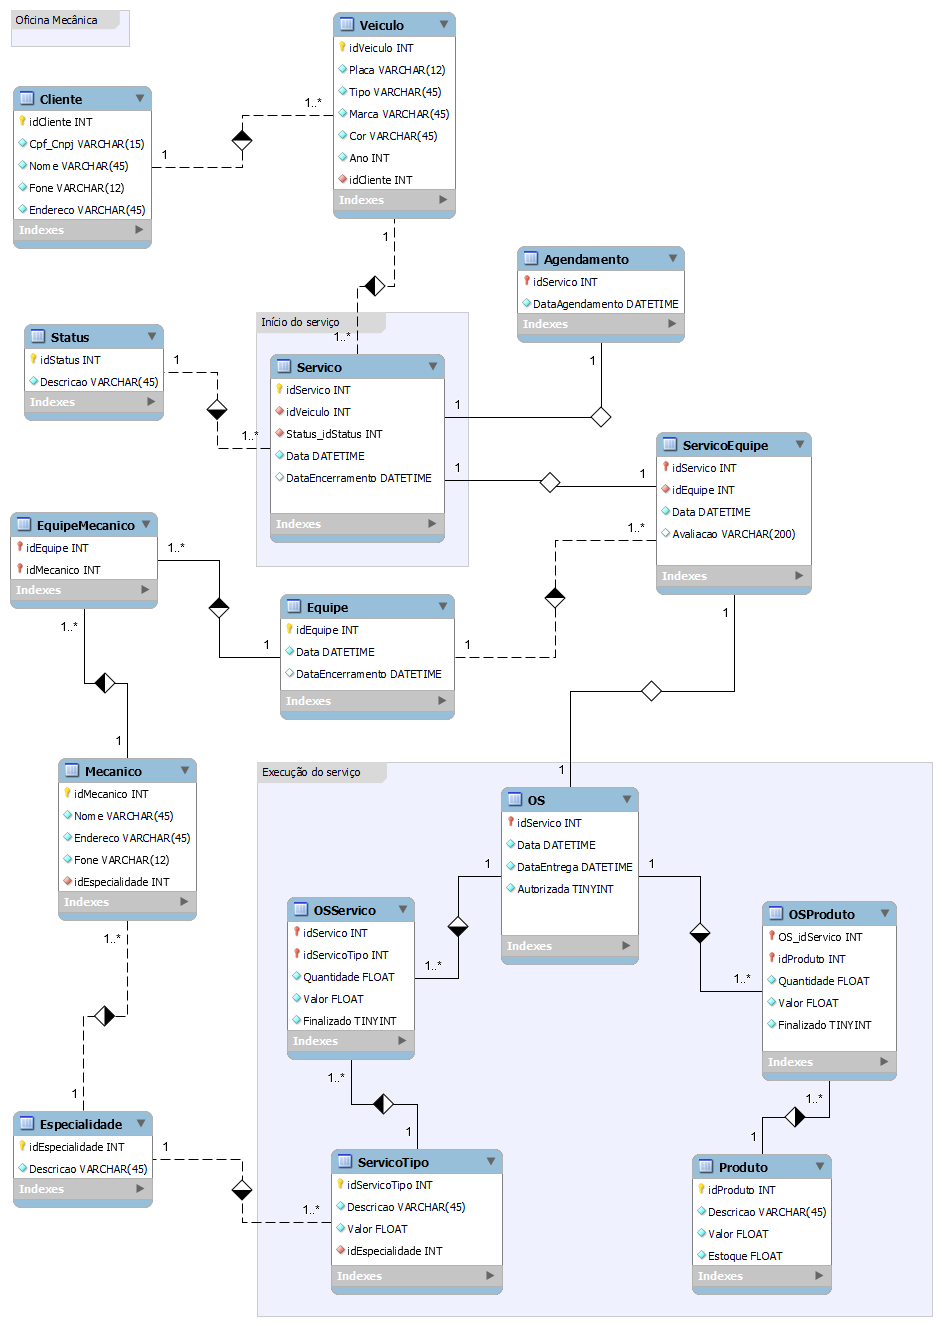 Oficina Mecânica
Veiculo
idVeiculo INT
Placa VARCHAR(12)
Tipo VARCHAR(45)
Marca VARCHAR(45)
Cor VARCHAR(45)
Ano INT
idCliente INT
Indexes
Cliente
idCliente INT
Cpf_Cnpj VARCHAR(15)
Nome VARCHAR(45)
Fone VARCHAR(12)
Endereco VARCHAR(45)
Indexes
1
1..*
1
1..*
Agendamento
idServico INT
DataAgendamento DATETIME
Indexes
1
Início do serviço
Status
idStatus INT
Descricao VARCHAR(45)
Indexes
1
1..*
Servico
idServico INT
idVeiculo INT
Status_idStatus INT
Data DATETIME
DataEncerramento DATETIME
Indexes
1
1
1
ServicoEquipe
idServico INT
idEquipe INT
Data DATETIME
Avaliacao VARCHAR(200)
Indexes
1..*
1
EquipeMecanico
idEquipe INT
idMecanico INT
Indexes
1..*
1..*
Equipe
idEquipe INT
Data DATETIME
DataEncerramento DATETIME
Indexes
1
1
1
Mecanico
idMecanico INT
Nome VARCHAR(45)
Endereco VARCHAR(45)
Fone VARCHAR(12)
idEspecialidade INT
Indexes
1..*
1
Execução do serviço
1
OS
idServico INT
Data DATETIME
DataEntrega DATETIME
Autorizada TINYINT
Indexes
1
1
OSServico
idServico INT
idServicoTipo INT
Quantidade FLOAT
Valor FLOAT
Finalizado TINYINT
Indexes
1..*
1..*
1
OSProduto
OS_idServico INT
idProduto INT
Quantidade FLOAT
Valor FLOAT
Finalizado TINYINT
Indexes
1..*
1..*
1
Especialidade
idEspecialidade INT
Descricao VARCHAR(45)
Indexes
1
1..*
ServicoTipo
idServicoTipo INT
Descricao VARCHAR(45)
Valor FLOAT
idEspecialidade INT
Indexes
Produto
idProduto INT
Descricao VARCHAR(45)
Valor FLOAT
Estoque FLOAT
Indexes